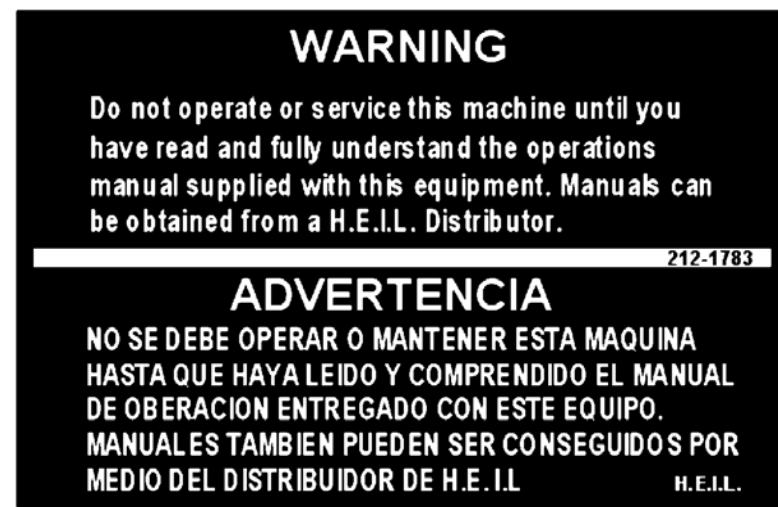 WARNING
Do not operate or service this machine until you
have read and fully understand the operations
manual supplied with this equipment. Manuals can
be obtained from a H.E.I.L. Distributor.
212-1783
ADVERTENCIA
NO SE DEBE OPERAR O MANTENER ESTA MAQUINA
HASTA QUE HAYA LEIDO Y COMPRENDIDO EL MANUAL
DE OBERACION ENTREGADO CON ESTE EQUIPO.
MANUALES TAMBIEN PUEDEN SER CONSEGUIDOS POR
MEDIO DEL DISTRIBUIDOR DE H.E.I.L
H.E.I.L.